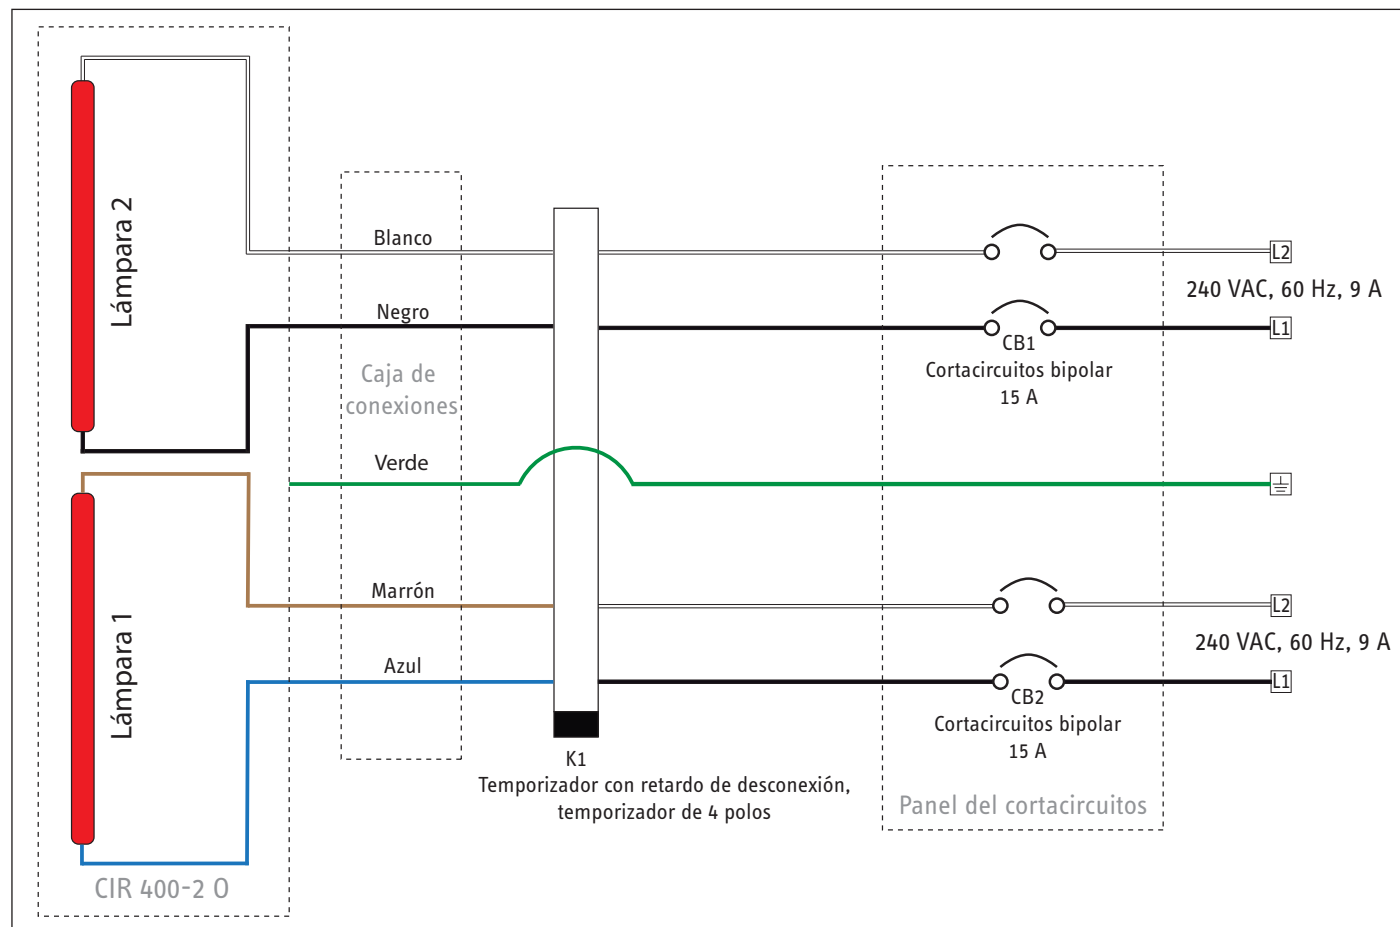 Lámpara 2
Blanco
L2
240 VAC, 60 Hz, 9 A
Negro
L1
CB1
Cortacircuitos bipolar
15 A
Caja de
conexiones
Verde
Marrón
L2
240 VAC, 60 Hz, 9 A
Lámpara 1
Azul
L1
CB2
Cortacircuitos bipolar
15 A
K1
Temporizador con retardo de desconexión,
temporizador de 4 polos
Panel del cortacircuitos
CIR 400-2 O